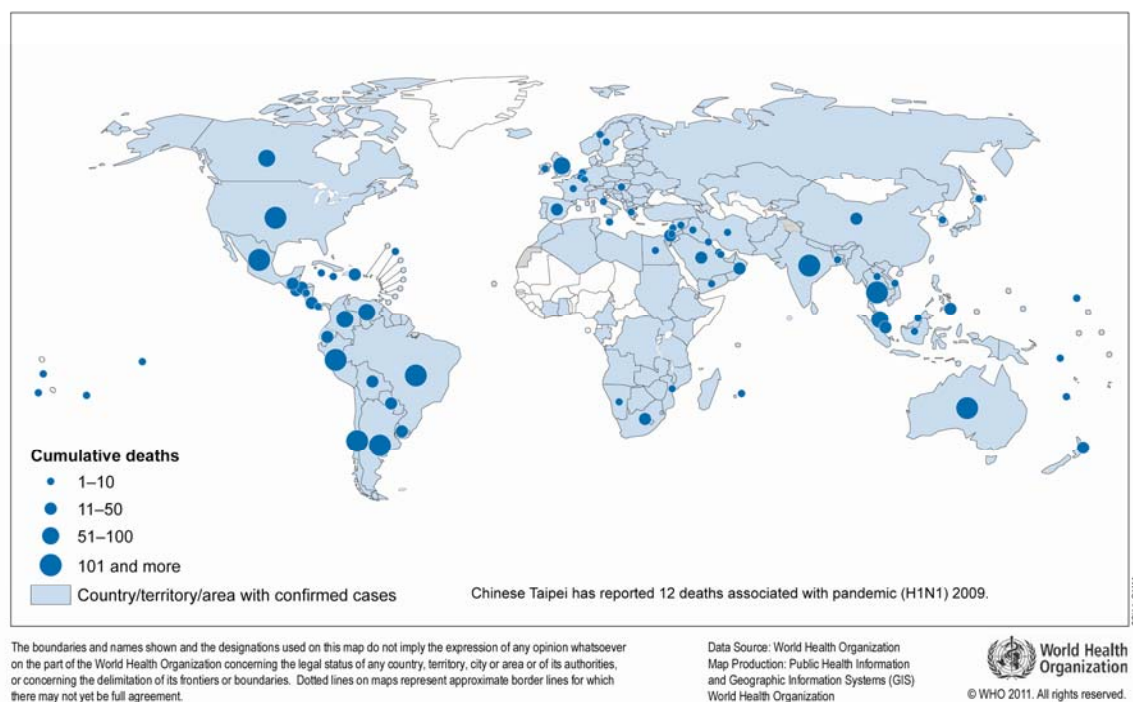 Cumulative deaths
1–10
11–50
51–100
101 and more
Country/territory/area with confirmed cases
Chinese Taipei has reported 12 deaths associated with pandemic (H1N1) 2009.
The boundaries and names shown and the designations used on this map do not imply the expression of any opinion whatsoever
on the part of the World Health Organization concerning the legal status of any country, territory, city or area or of its authorities,
or concerning the delimitation of its frontiers or boundaries. Dotted lines on maps represent approximate border lines for which
there may not yet be full agreement.
Data Source: World Health Organization
Map Production: Public Health Information
and Geographic Information Systems (GIS)
World Health Organization
World Health
Organization
© WHO 2011. All rights reserved.